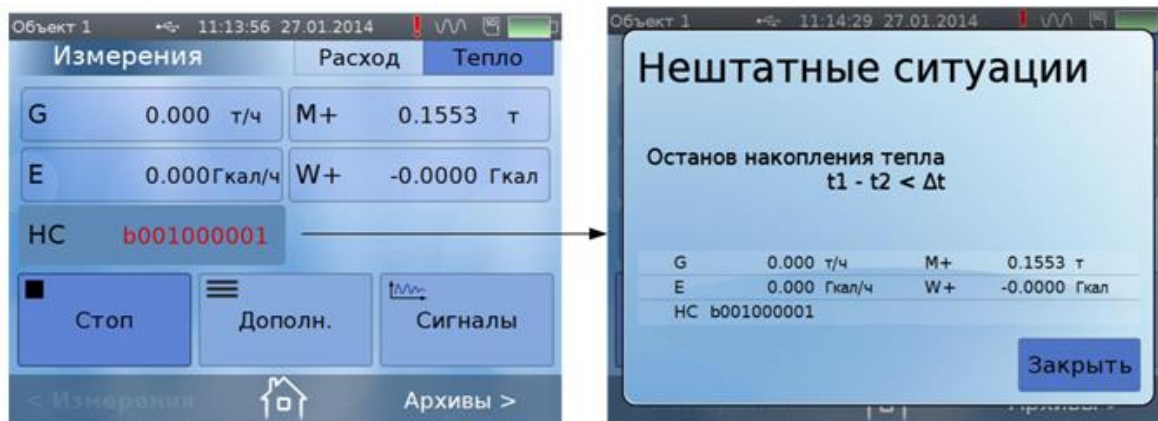 Объект 1 11:13:56 27.01.2014
Измерения Расход Тепло
G 0.000 т/ч M+ 0.1553 т
E 0.000 Гкал/ч W+ -0.0000 Гкал
НС b001000001
Стоп Дополн. Сигналы
< Измерения Архивы >
Объект 1 11:14:29 27.01.2014
Нештатные ситуации
Останов накопления тепла
t1 - t2 < Δt
G 0.000 т/ч M+ 0.1553 т
E 0.000 Гкал/ч W+ -0.0000 Гкал
НС b001000001
Закрыть